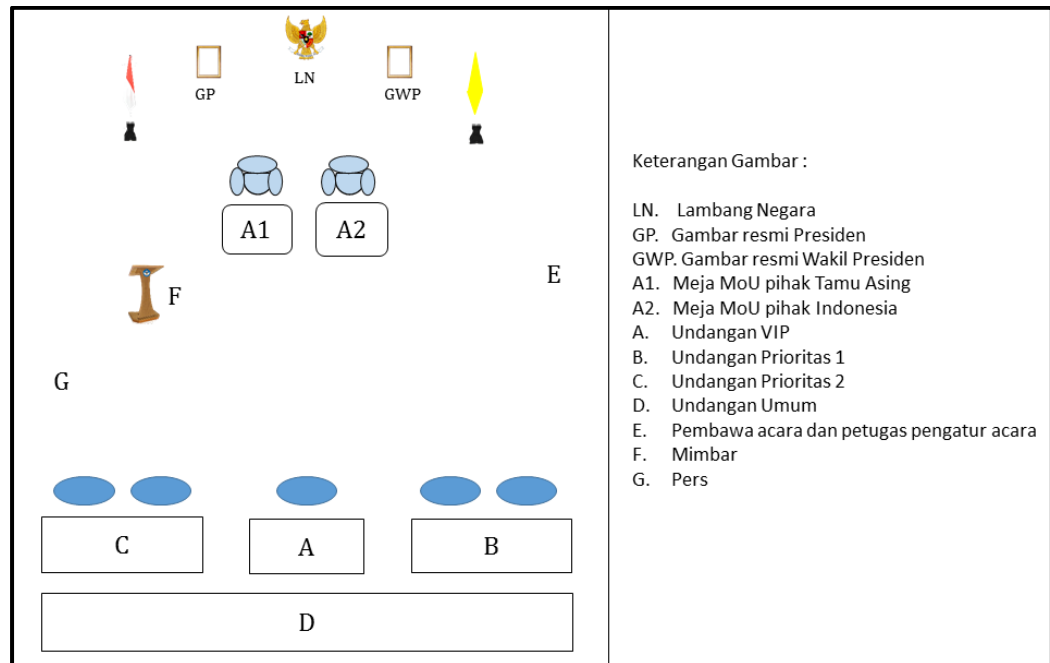 LN
GP
GWP
A1
A2
E
F
G
C
A
B
D
Keterangan Gambar :
LN. Lambang Negara
GP. Gambar resmi Presiden
GWP. Gambar resmi Wakil Presiden
A1. Meja MoU pihak Tamu Asing
A2. Meja MoU pihak Indonesia
A. Undangan VIP
B. Undangan Prioritas 1
C. Undangan Prioritas 2
D. Undangan Umum
E. Pembawa acara dan petugas pengatur acara
F. Mimbar
G. Pers